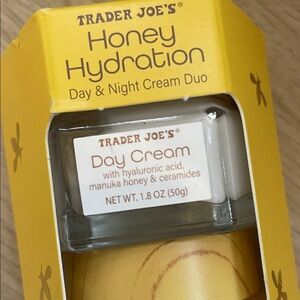 TRADER JOE'S®
Honey
Hydration
Day & Night Cream Duo
TRADER JOE'S®
Day Cream
with hyaluronic acid,
manuka honey & ceramides
NET WT. 1.8 OZ (50g)